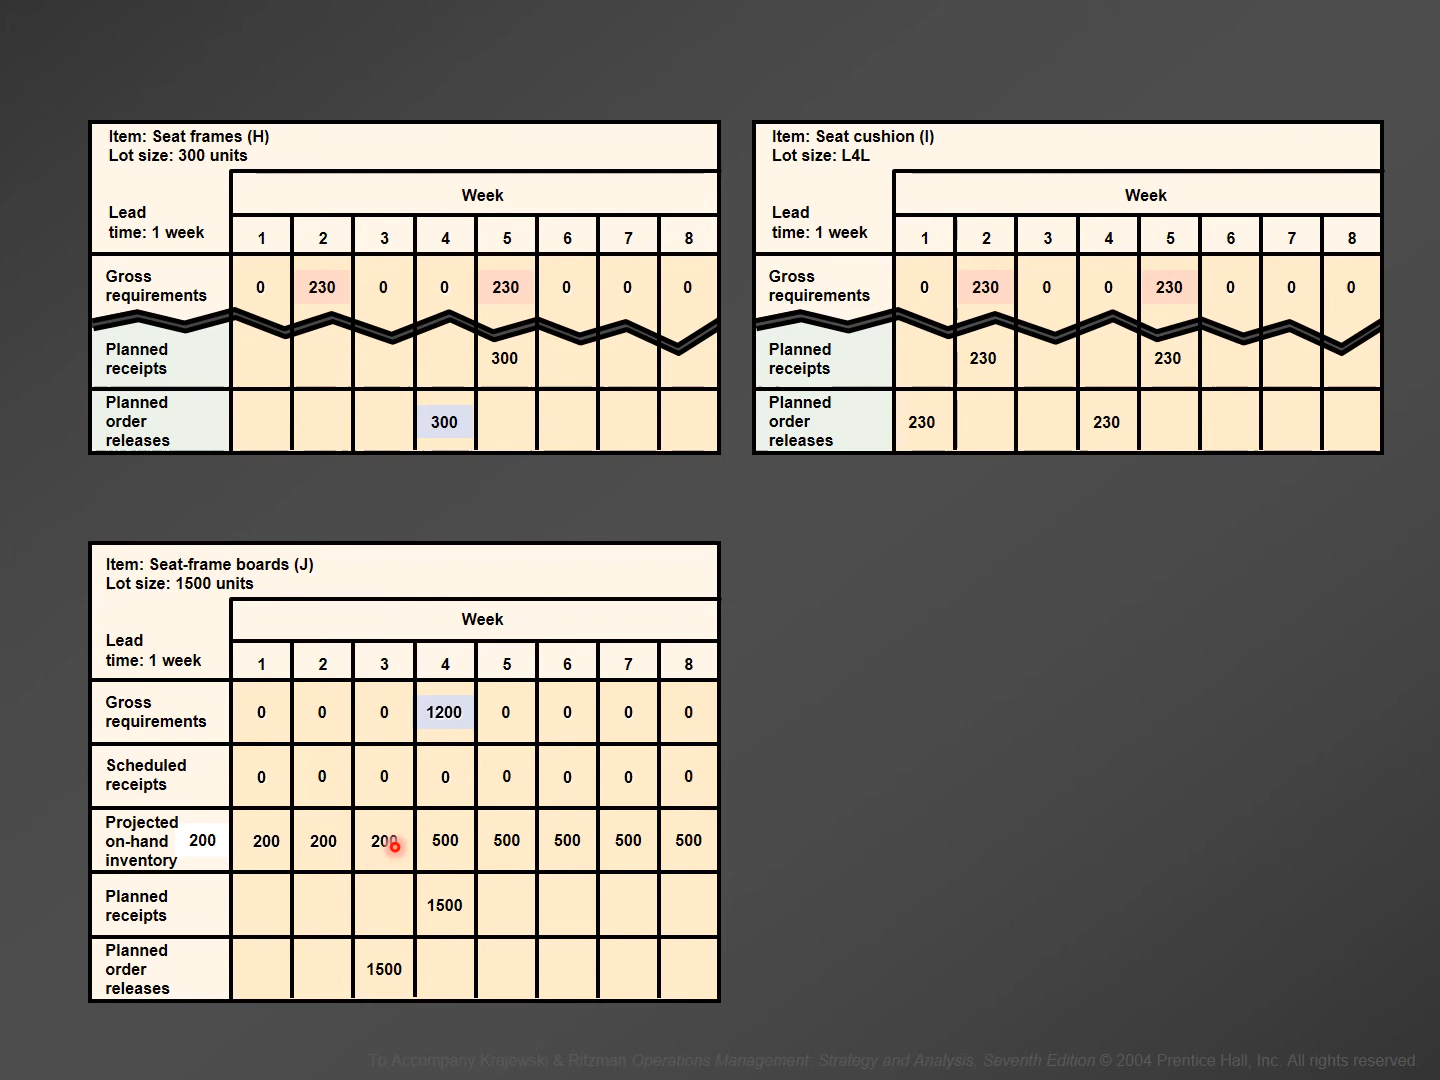 Item: Seat frames (H)
Lot size: 300 units
Lead
time: 1 week
Week
1 2 3 4 5 6 7 8
Gross
requirements
0 230 0 0 230 0 0 0
Planned
receipts
300
Planned
order
releases
300
Item: Seat cushion (I)
Lot size: L4L
Lead
time: 1 week
Week
1 2 3 4 5 6 7 8
Gross
requirements
0 230 0 0 230 0 0 0
Planned
receipts
230 230
Planned
order
releases
230 230
Item: Seat-frame boards (J)
Lot size: 1500 units
Lead
time: 1 week
Week
1 2 3 4 5 6 7 8
Gross
requirements
0 0 0 1200 0 0 0 0
Scheduled
receipts
0 0 0 0 0 0 0 0
Projected
on-hand
inventory
200 200 200 200 500 500 500 500 500
Planned
receipts
1500
Planned
order
releases
1500
To Accompany Krajewski & Ritzman Operations Management: Strategy and Analysis, Seventh Edition © 2004 Prentice Hall, Inc. All rights reserved.